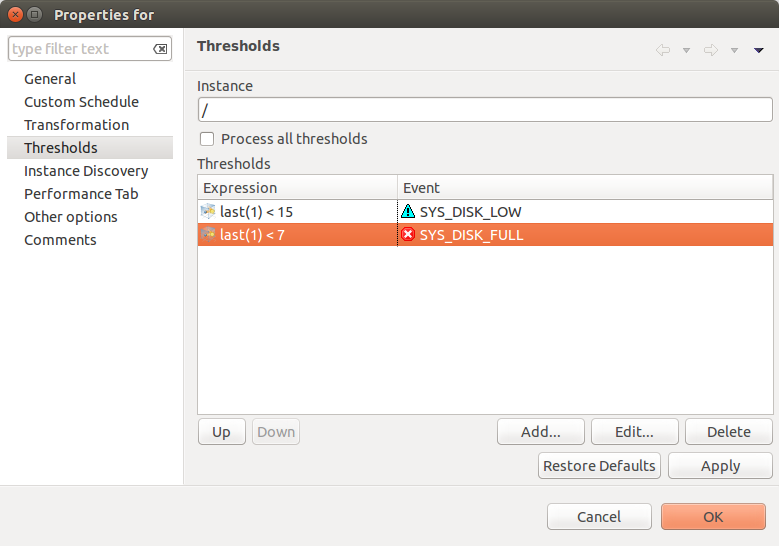 Properties for
type filter text
General
Custom Schedule
Transformation
Thresholds
Instance Discovery
Performance Tab
Other options
Comments
Thresholds
Instance
/
Process all thresholds
Thresholds
Expression Event
last(1) < 15 SYS_DISK_LOW
last(1) < 7 SYS_DISK_FULL
Up Down Add... Edit... Delete
Restore Defaults Apply
Cancel OK